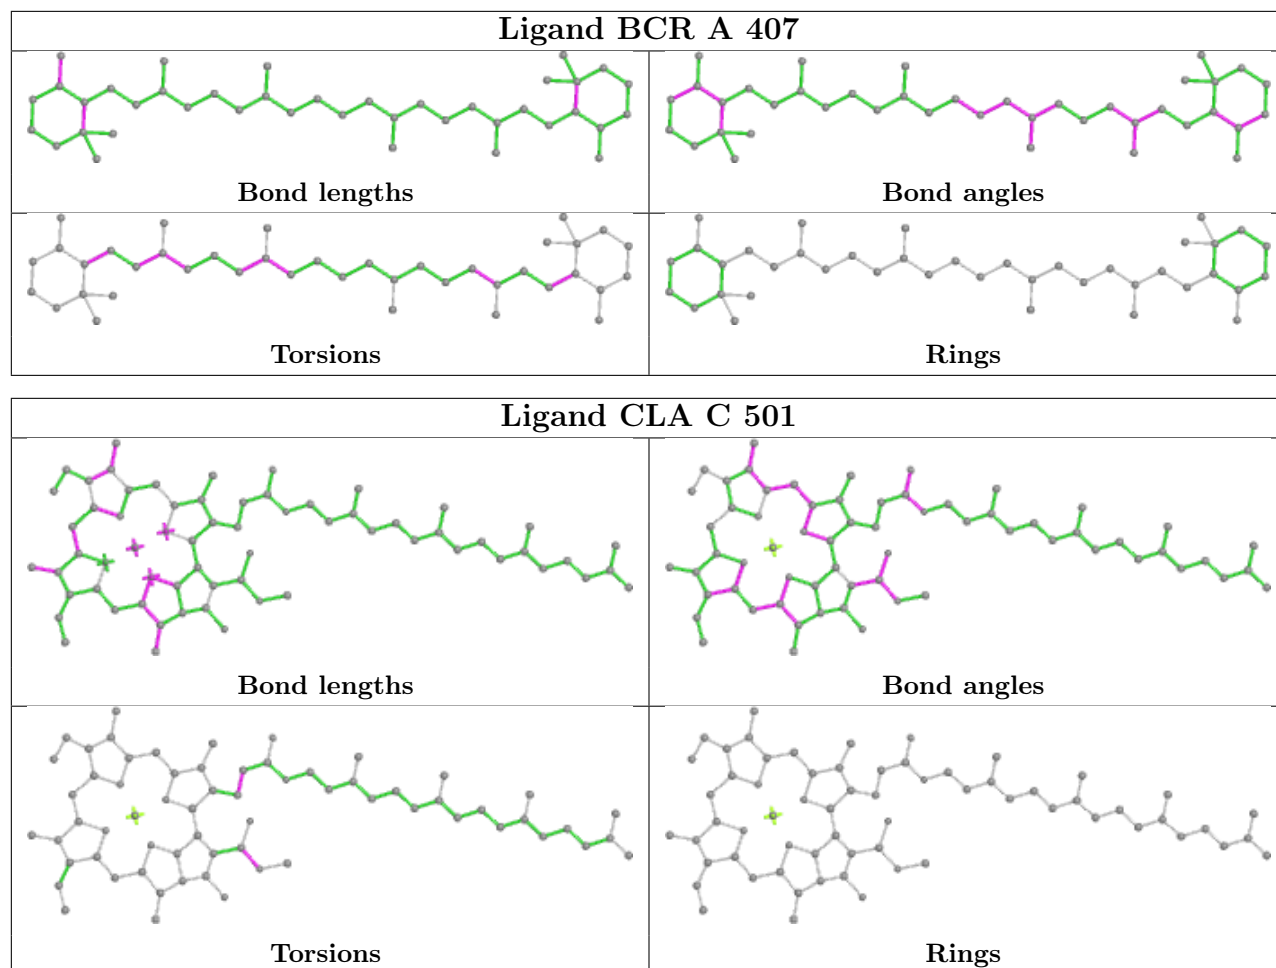 Ligand BCR A 407
Bond lengths
Bond angles
Torsions
Rings
Ligand CLA C 501
Bond lengths
Bond angles
Torsions
Rings